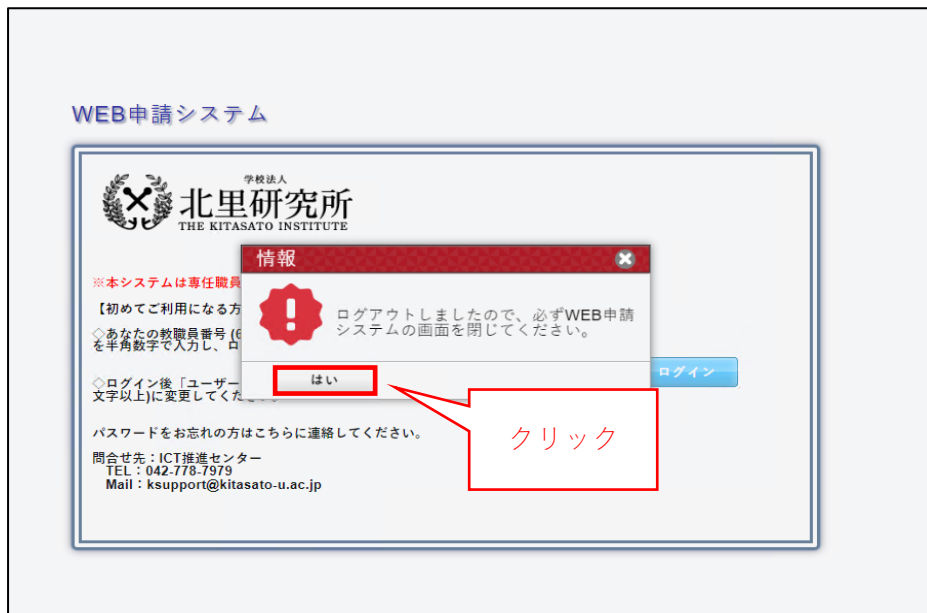 WEB申請システム
学校法人
北里研究所
THE KITASATO INSTITUTE
情報
※本システムは専任職員
【初めてご利用になる方
ログアウトしましたので、必ずWEB申請
システムの画面を閉じてください。
◇あなたの教職員番号(6
を半角数字で入力し、ロ
はい
ログイン
◇ログイン後「ユーザー
文字以上)に変更してくだ
クリック
パスワードをお忘れの方はこちらに連絡してください。
問合せ先:ICT推進センター
TEL:042-778-7979
Mail:ksupport@kitasato-u.ac.jp